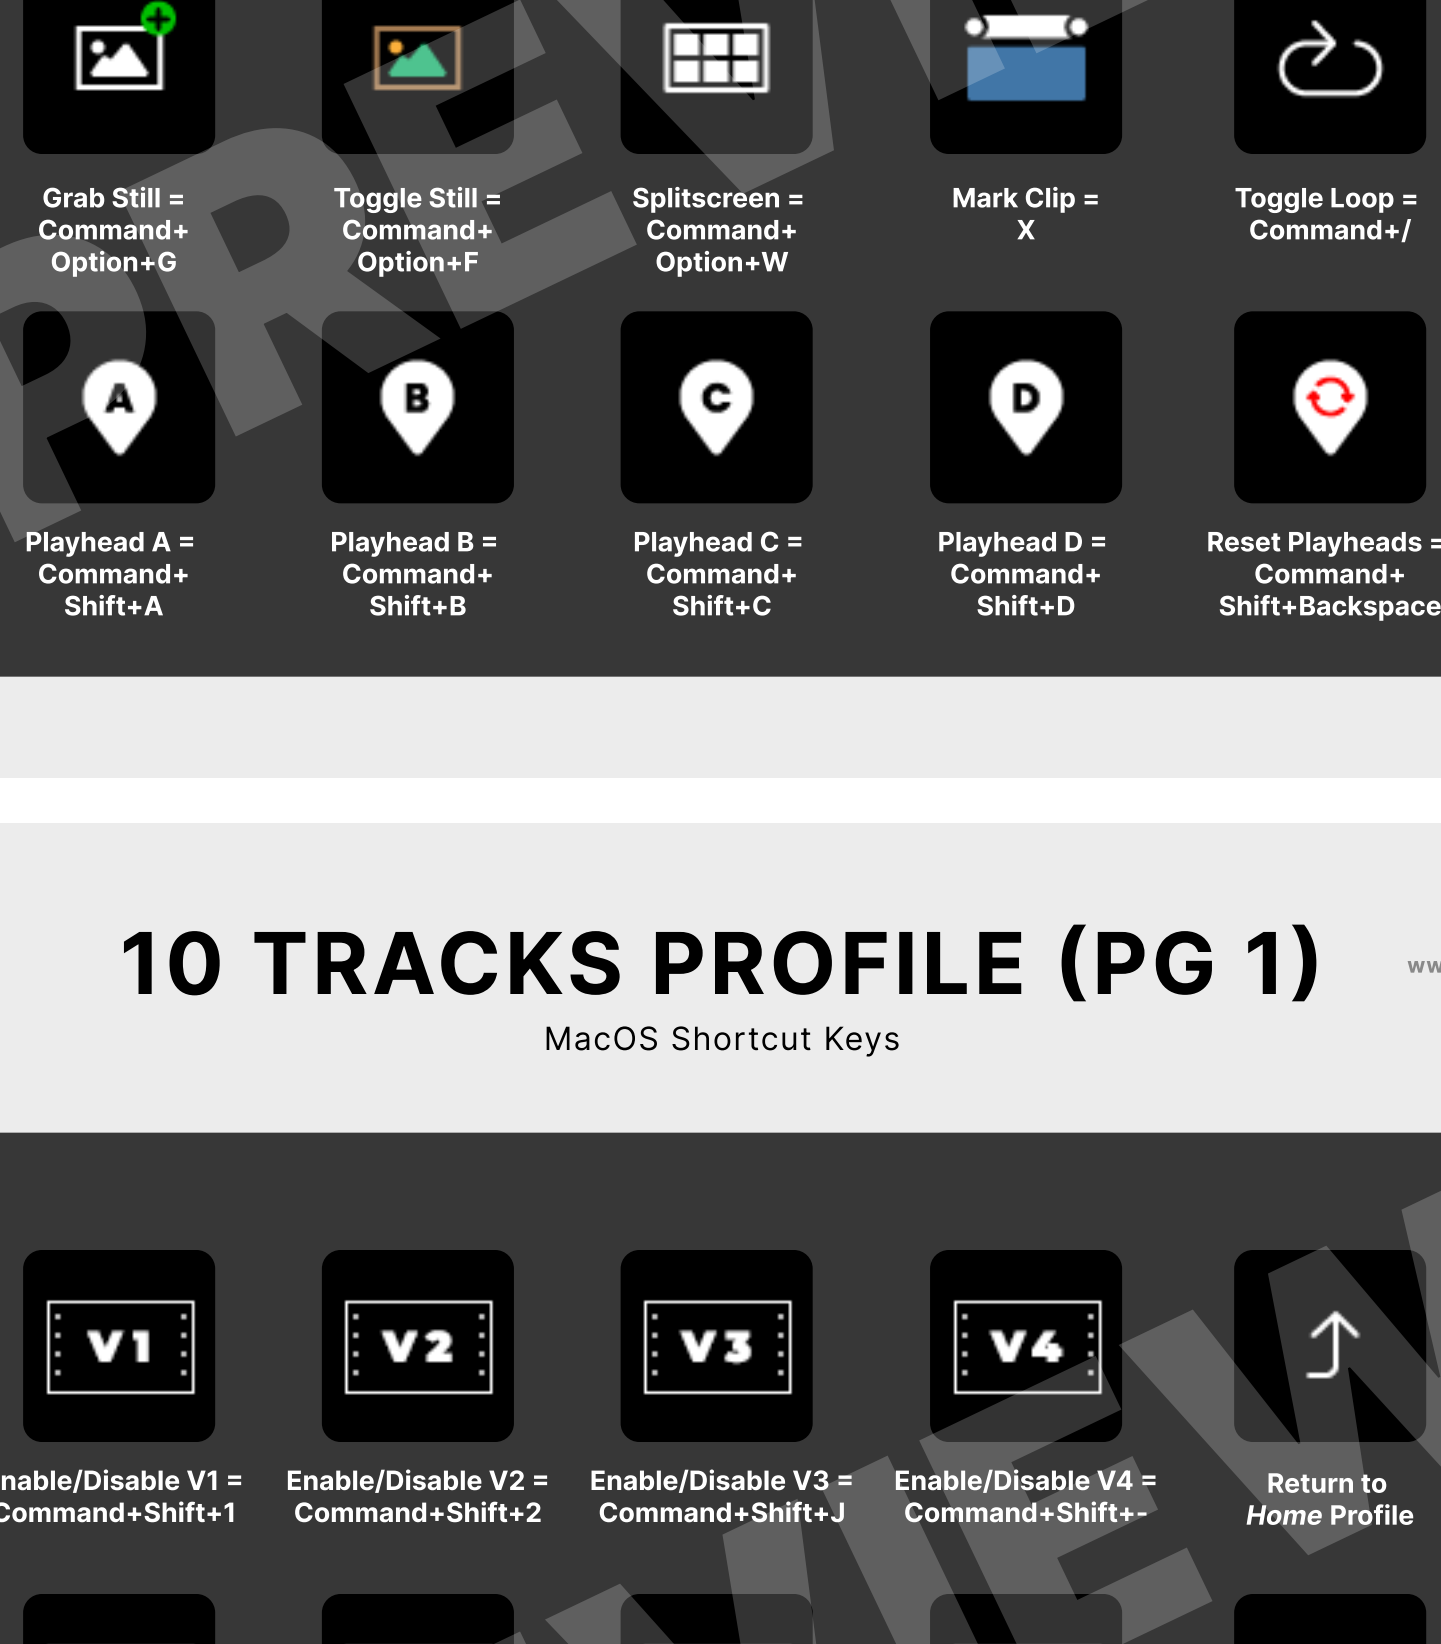 Grab Still =
Command+
Option+G
Toggle Still =
Command+
Option+F
Splitscreen =
Command+
Option+W
Mark Clip =
X
Toggle Loop =
Command+/
A
B
C
D
Playhead A =
Command+
Shift+A
Playhead B =
Command+
Shift+B
Playhead C =
Command+
Shift+C
Playhead D =
Command+
Shift+D
Reset Playheads =
Command+
Shift+Backspace
10 TRACKS PROFILE (PG 1)
ww
MacOS Shortcut Keys
V1
V2
V3
V4
nable/Disable V1 =
Command+Shift+1
Enable/Disable V2 =
Command+Shift+2
Enable/Disable V3 =
Command+Shift+J
Enable/Disable V4 =
Command+Shift+-
Return to
Home Profile
PREV
VIEW